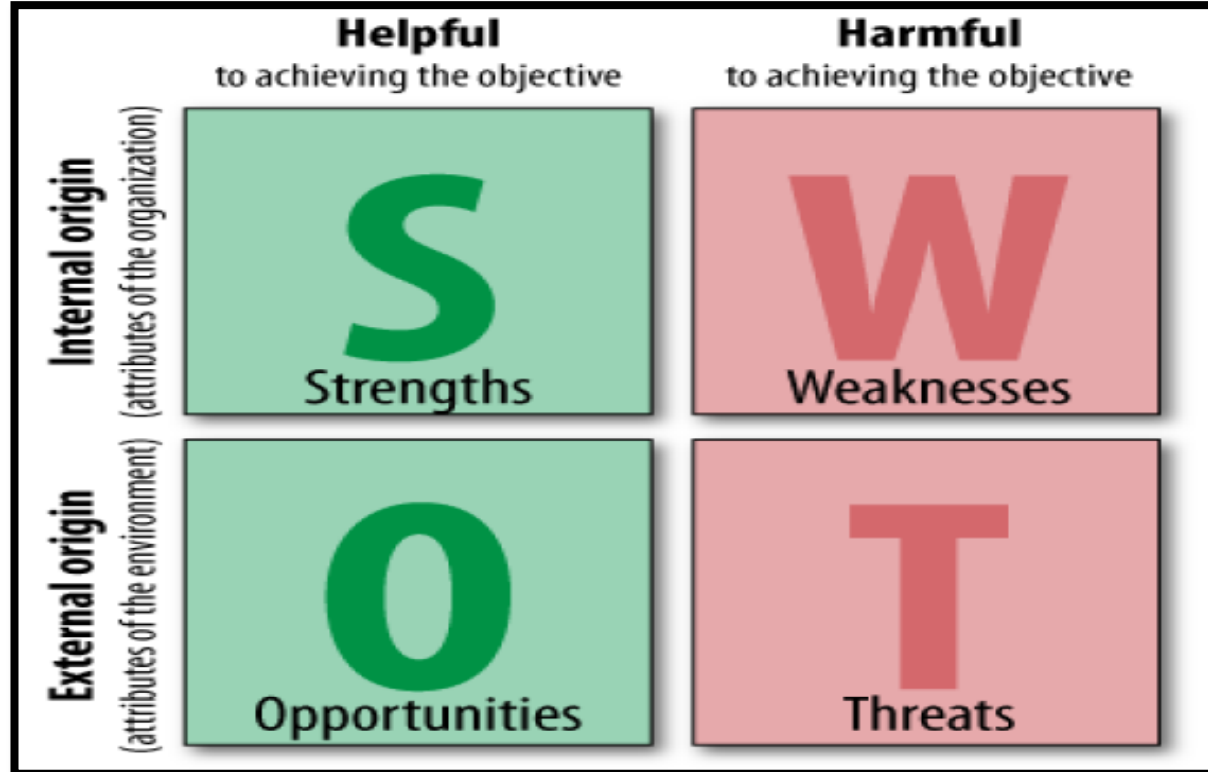 Helpful
to achieving the objective
Harmful
to achieving the objective
Internal origin
(attributes of the organization)
S
Strengths
W
Weaknesses
External origin
(attributes of the environment)
O
Opportunities
T
Threats